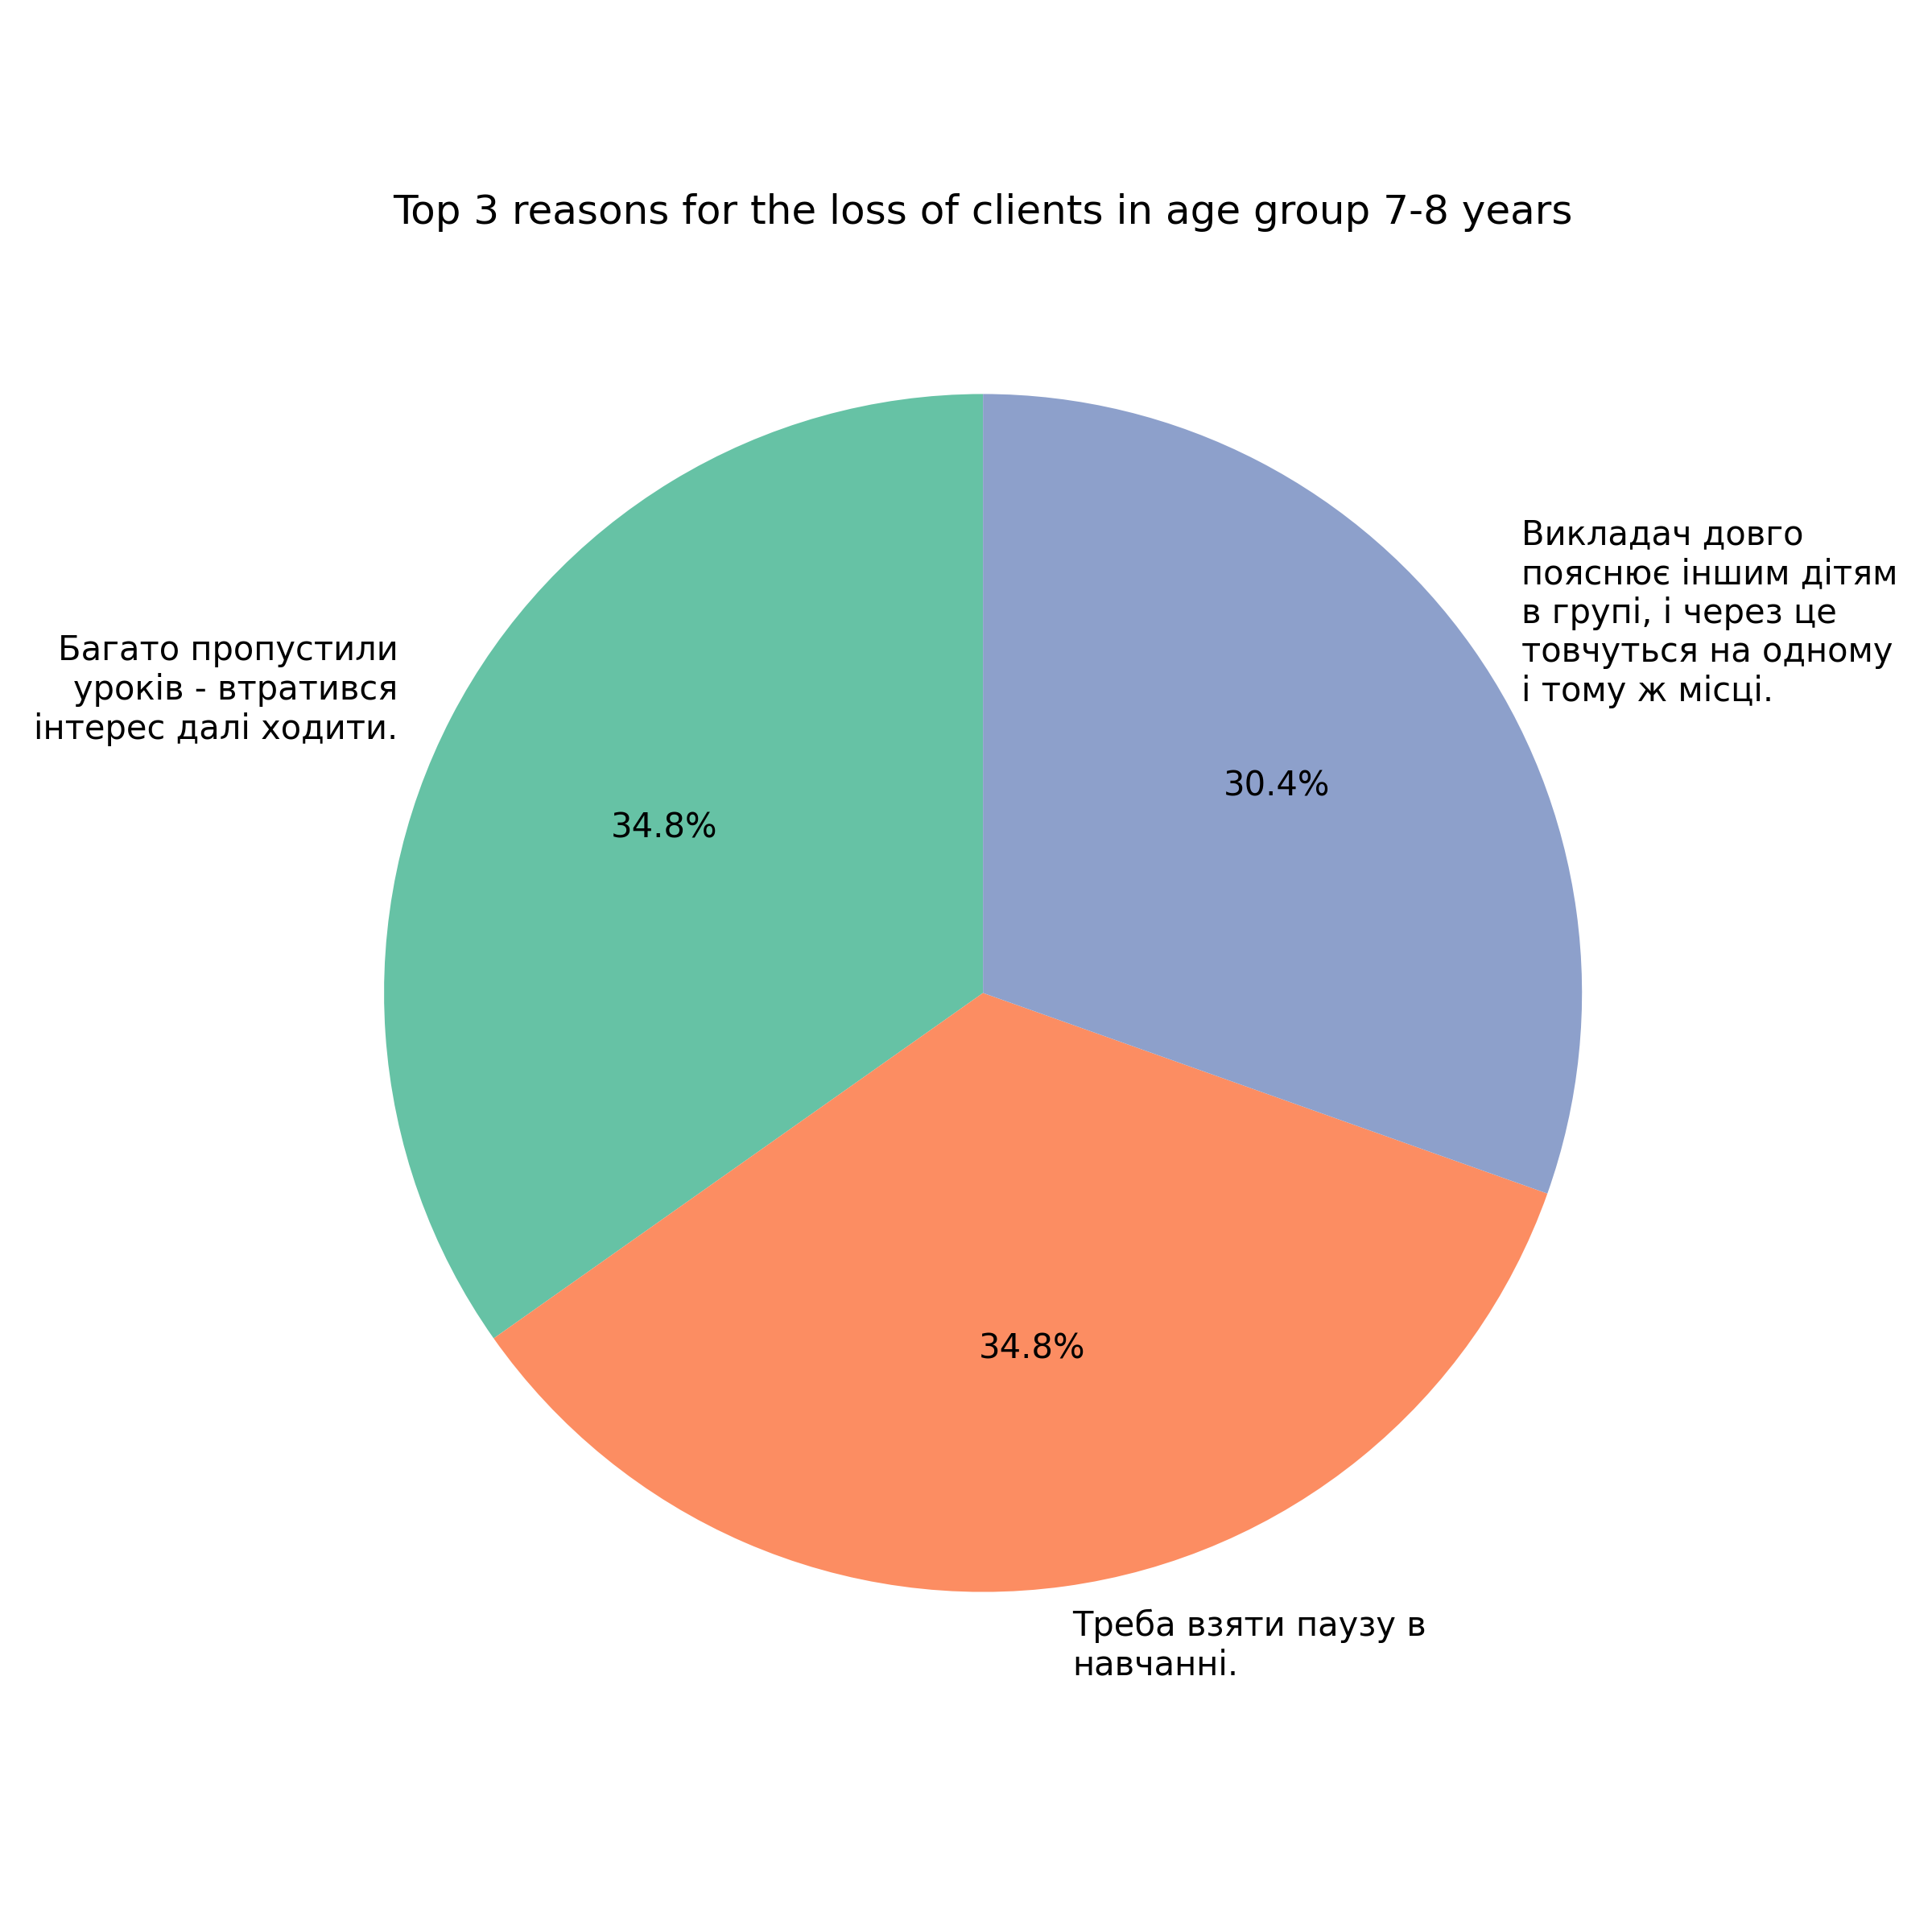 Top 3 reasons for the loss of clients in age group 7-8 years
Багато пропустили
уроків - втратився
інтерес далі ходити.
34.8%
Викладач довго
пояснює іншим дітям
в групі, і через це
товчуться на одному
і тому ж місці.
30.4%
34.8%
Треба взяти паузу в
навчанні.